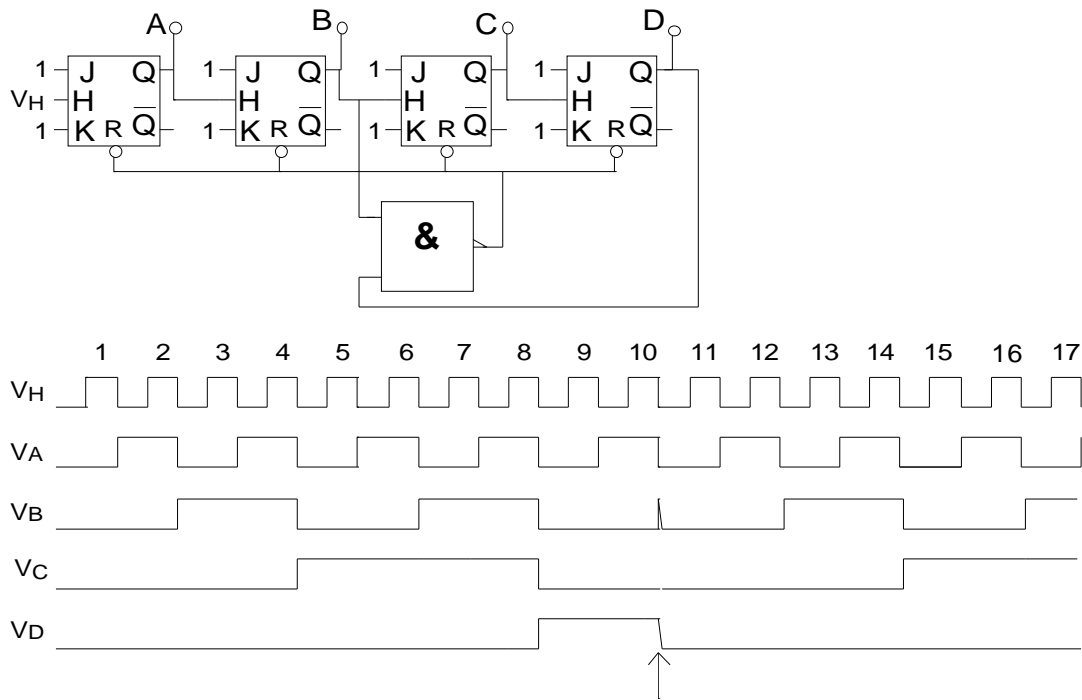 A B C D
1 J Q 1 J Q 1 J Q 1 J Q
VH H H H H
1 K R Q̅ 1 K R Q̅ 1 K R Q̅ 1 K R Q̅
&
1 2 3 4 5 6 7 8 9 10 11 12 13 14 15 16 17
VH
VA
VB
VC
VD